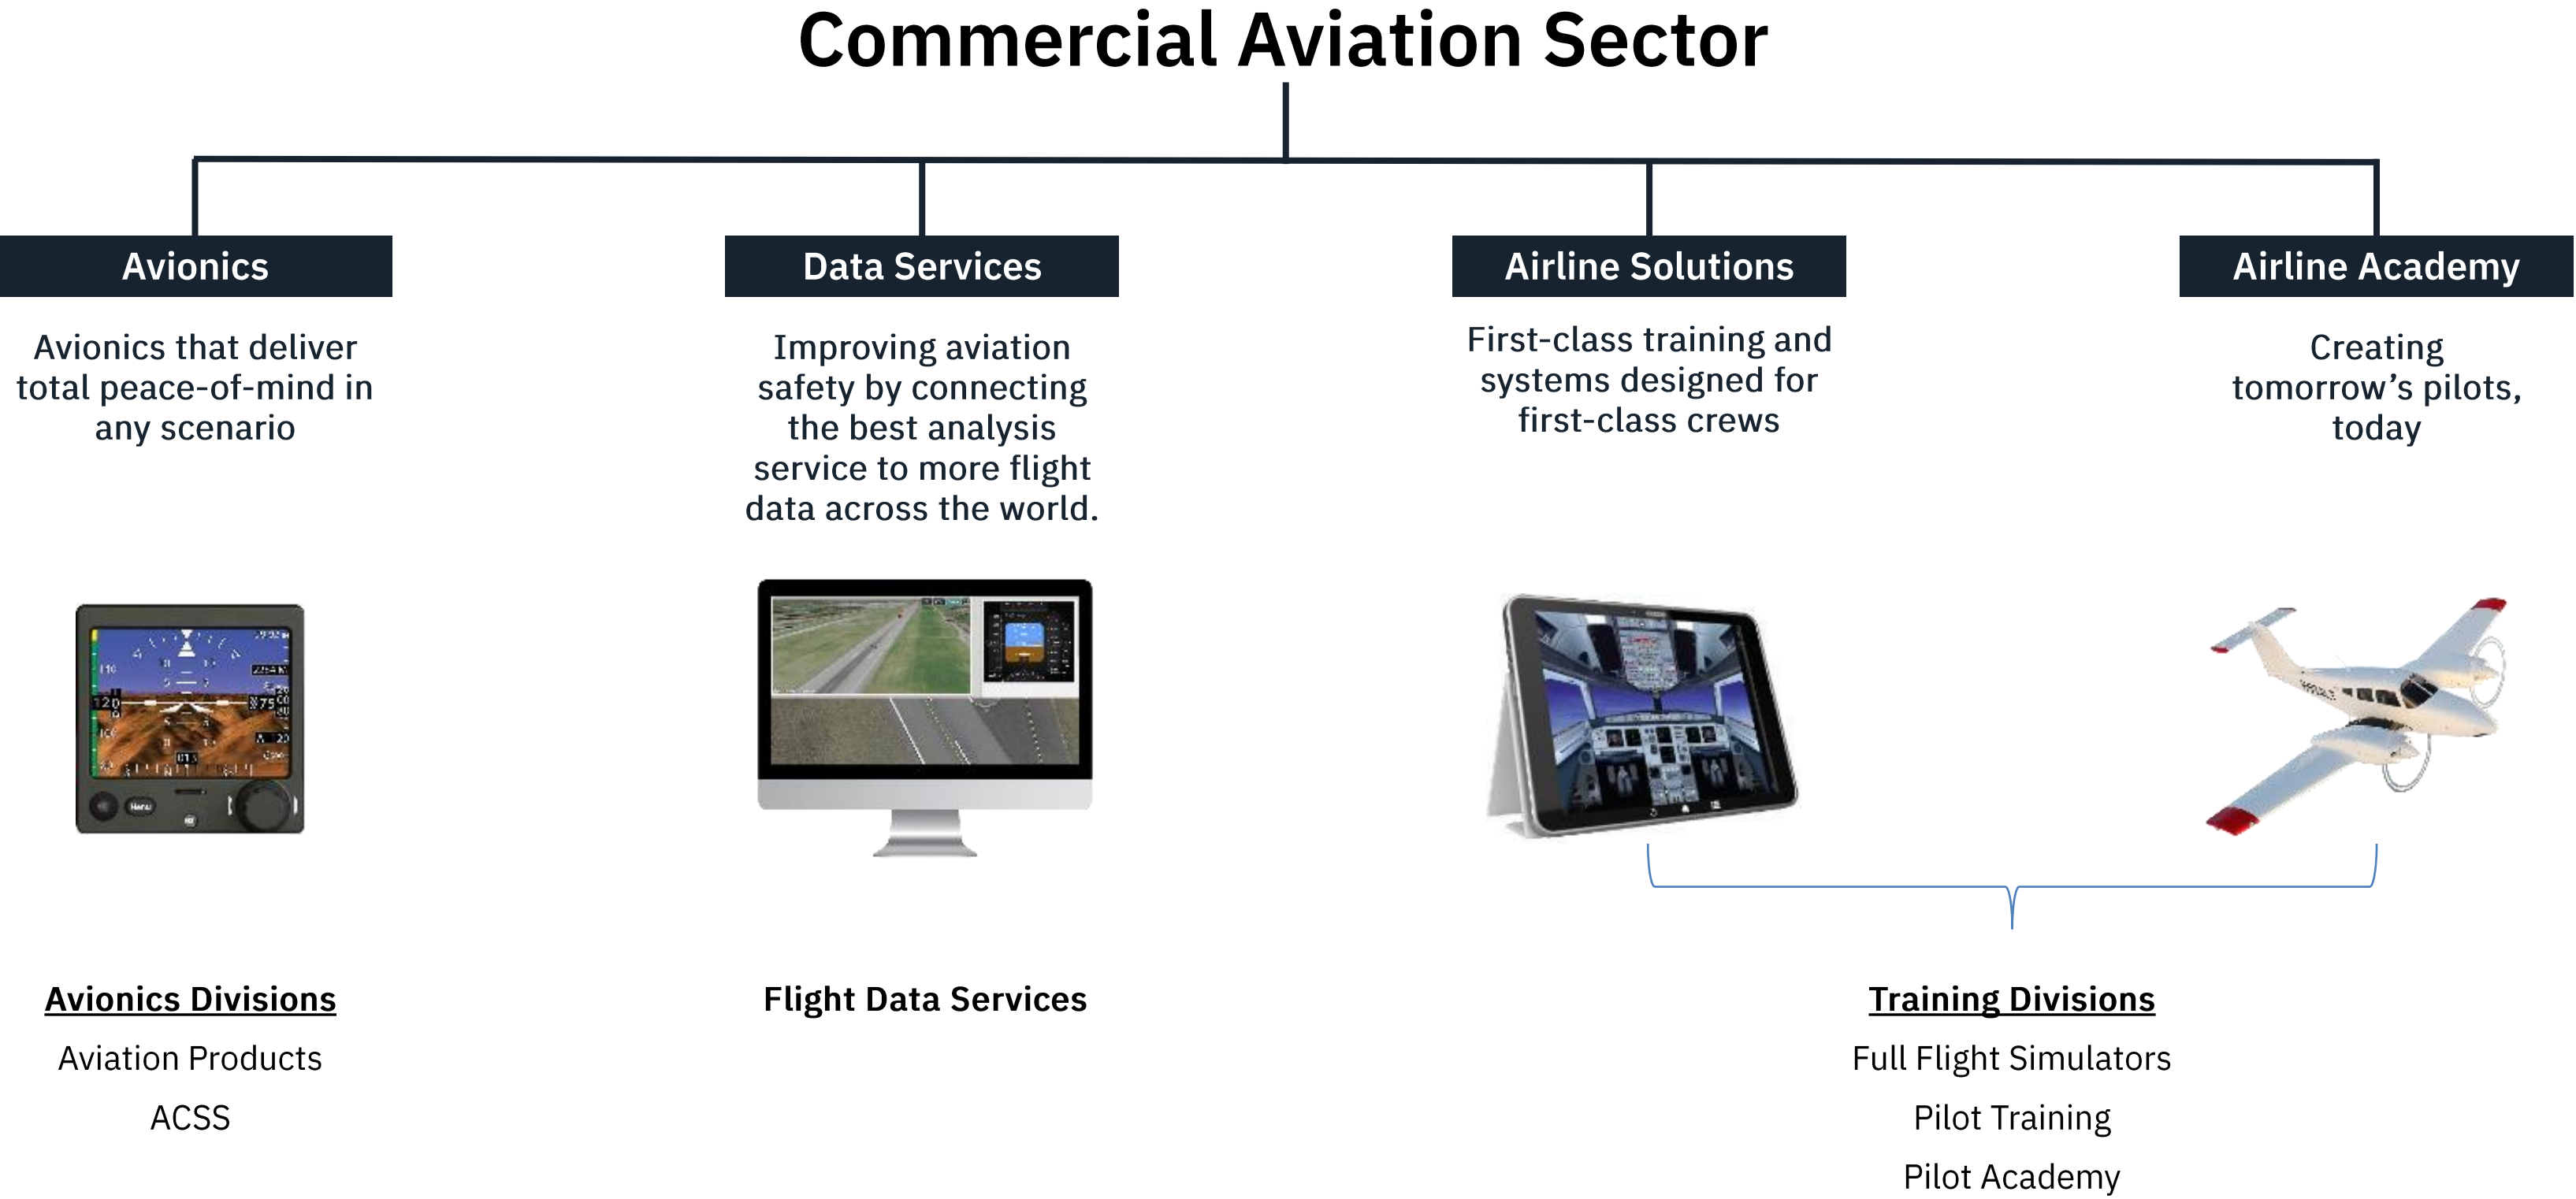 Commercial Aviation Sector
Avionics
Avionics that deliver
total peace-of-mind in
any scenario
Data Services
Improving aviation
safety by connecting
the best analysis
service to more flight
data across the world.
Airline Solutions
First-class training and
systems designed for
first-class crews
Airline Academy
Creating
tomorrow’s pilots,
today
Menu
Avionics Divisions
Aviation Products
ACSS
Flight Data Services
Training Divisions
Full Flight Simulators
Pilot Training
Pilot Academy